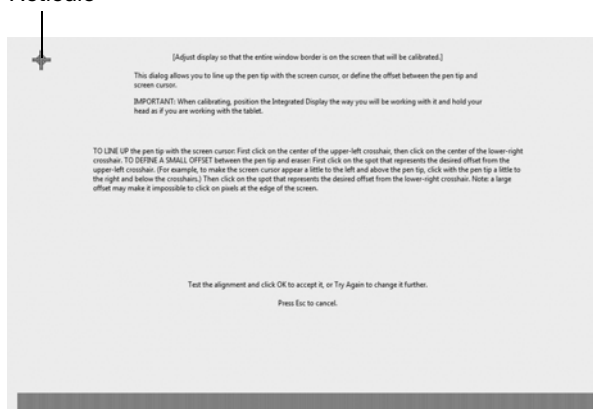 [Adjust display so that the entire window border is on the screen that will be calibrated.]
This dialog allows you to line up the pen tip with the screen cursor, or define the offset between the pen tip and
screen cursor.
IMPORTANT: When calibrating, position the Integrated Display the way you will be working with it and hold your
head as if you are working with the tablet.
TO LINE UP the pen tip with the screen cursor: First click on the center of the upper-left crosshair, then click on the center of the lower-right
crosshair. TO DEFINE A SMALL OFFSET between the pen tip and eraser: First click on the spot that represents the desired offset from the
upper-left crosshair. (For example, to make the screen cursor appear a little to the left and above the pen tip, click with the pen tip a little to
the right and below the crosshairs.) Then click on the spot that represents the desired offset from the lower-right crosshair. Note: a large
offset may make it impossible to click on pixels at the edge of the screen.
Test the alignment and click OK to accept it, or Try Again to change it further.
Press Esc to cancel.